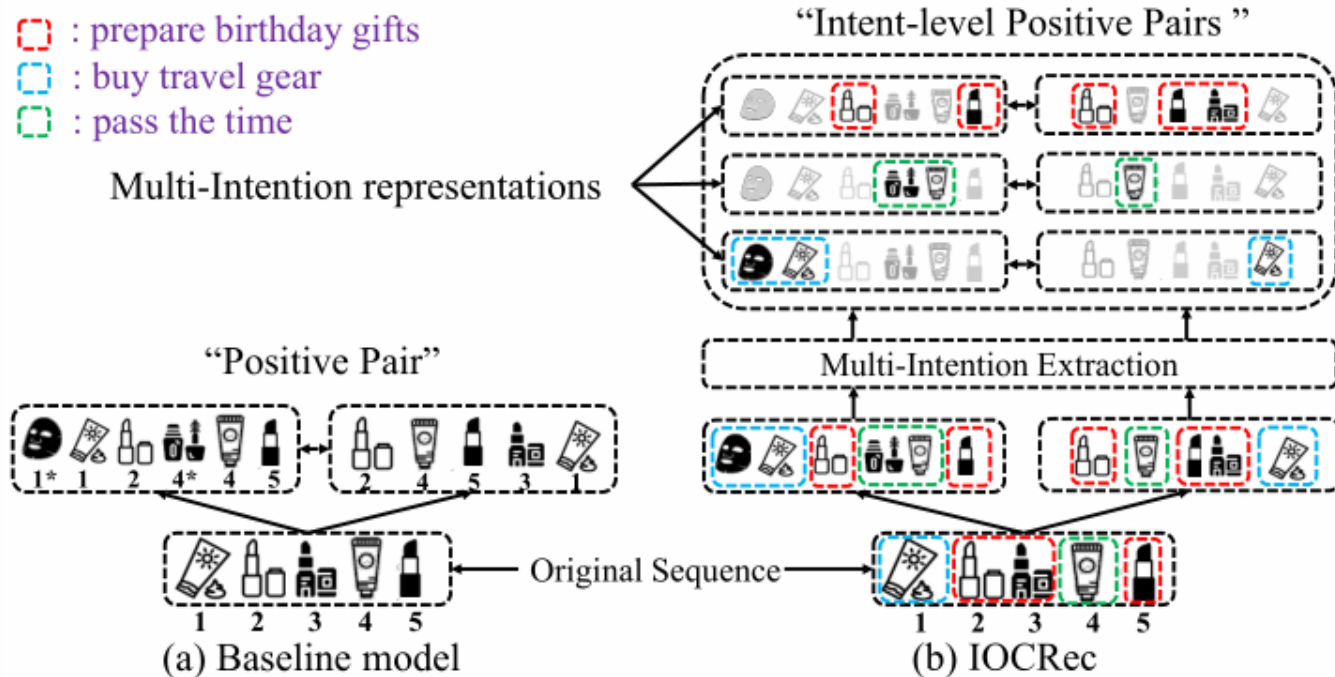 : prepare birthday gifts
: buy travel gear
: pass the time
“Intent-level Positive Pairs ”
Multi-Intention representations
Multi-Intention Extraction
“Positive Pair”
1* 1 2 4* 4 5
2 4 5 3 1
Original Sequence
1 2 3 4 5
1 2 3 4 5
(a) Baseline model
(b) IOCRec